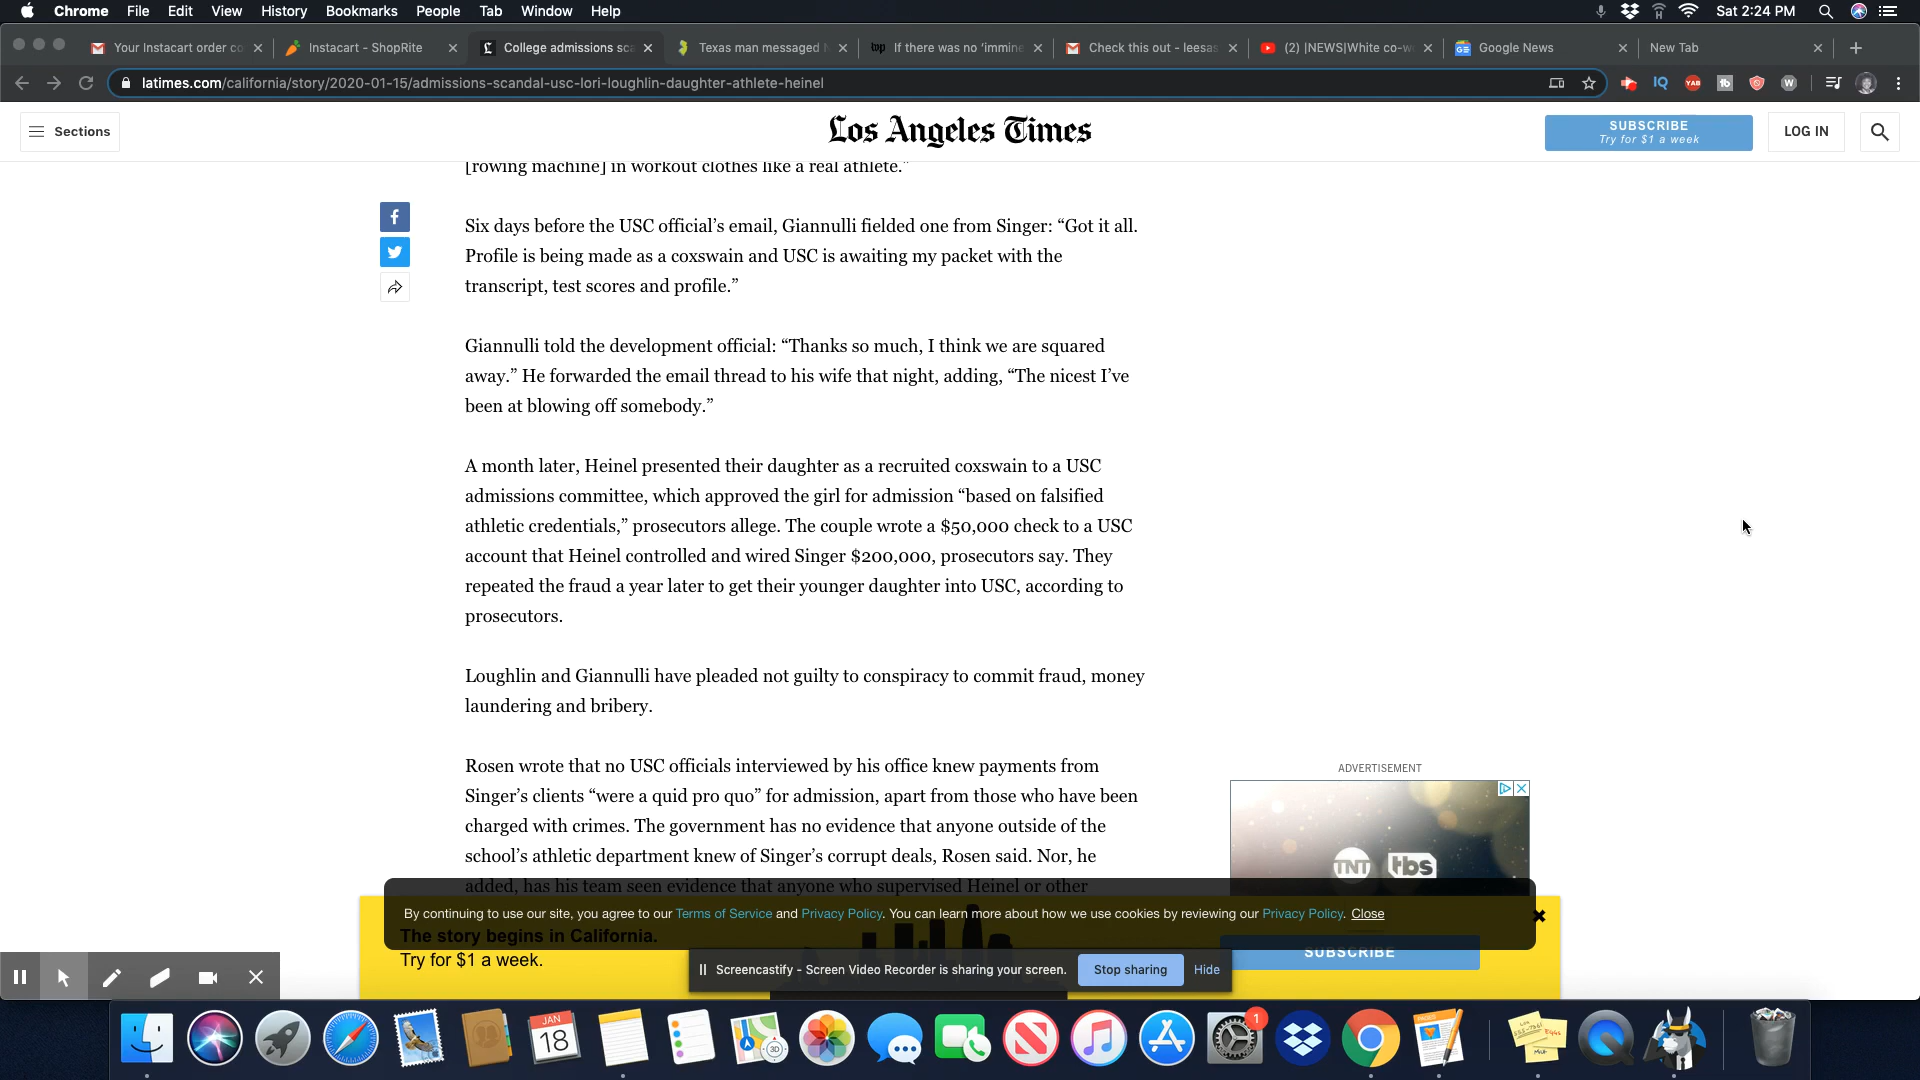 Chrome File Edit View History Bookmarks People Tab Window Help Sat 2:24 PM
Your Instacart order co Instacart - ShopRite College admissions sca Texas man messaged If there was no 'immine Check this out - leesas (2) |NEWS|White co-w Google News New Tab
latimes.com/california/story/2020-01-15/admissions-scandal-usc-lori-loughlin-daughter-athlete-heinel
Sections
Los Angeles Times
SUBSCRIBE
Try for $1 a week
LOG IN
[rowing machine] in workout clothes like a real athlete.”
Six days before the USC official’s email, Giannulli fielded one from Singer: “Got it all.
Profile is being made as a coxswain and USC is awaiting my packet with the
transcript, test scores and profile.”
Giannulli told the development official: “Thanks so much, I think we are squared
away.” He forwarded the email thread to his wife that night, adding, “The nicest I’ve
been at blowing off somebody.”
A month later, Heinel presented their daughter as a recruited coxswain to a USC
admissions committee, which approved the girl for admission “based on falsified
athletic credentials,” prosecutors allege. The couple wrote a $50,000 check to a USC
account that Heinel controlled and wired Singer $200,000, prosecutors say. They
repeated the fraud a year later to get their younger daughter into USC, according to
prosecutors.
Loughlin and Giannulli have pleaded not guilty to conspiracy to commit fraud, money
laundering and bribery.
Rosen wrote that no USC officials interviewed by his office knew payments from
Singer’s clients “were a quid pro quo” for admission, apart from those who have been
charged with crimes. The government has no evidence that anyone outside of the
school’s athletic department knew of Singer’s corrupt deals, Rosen said. Nor, he
added, has his team seen evidence that anyone who supervised Heinel or other
ADVERTISEMENT
TNT tbs
By continuing to use our site, you agree to our Terms of Service and Privacy Policy. You can learn more about how we use cookies by reviewing our Privacy Policy. Close
The story begins in California.
Try for $1 a week.
SUBSCRIBE
Screencastify - Screen Video Recorder is sharing your screen. Stop sharing Hide
JAN
18
1